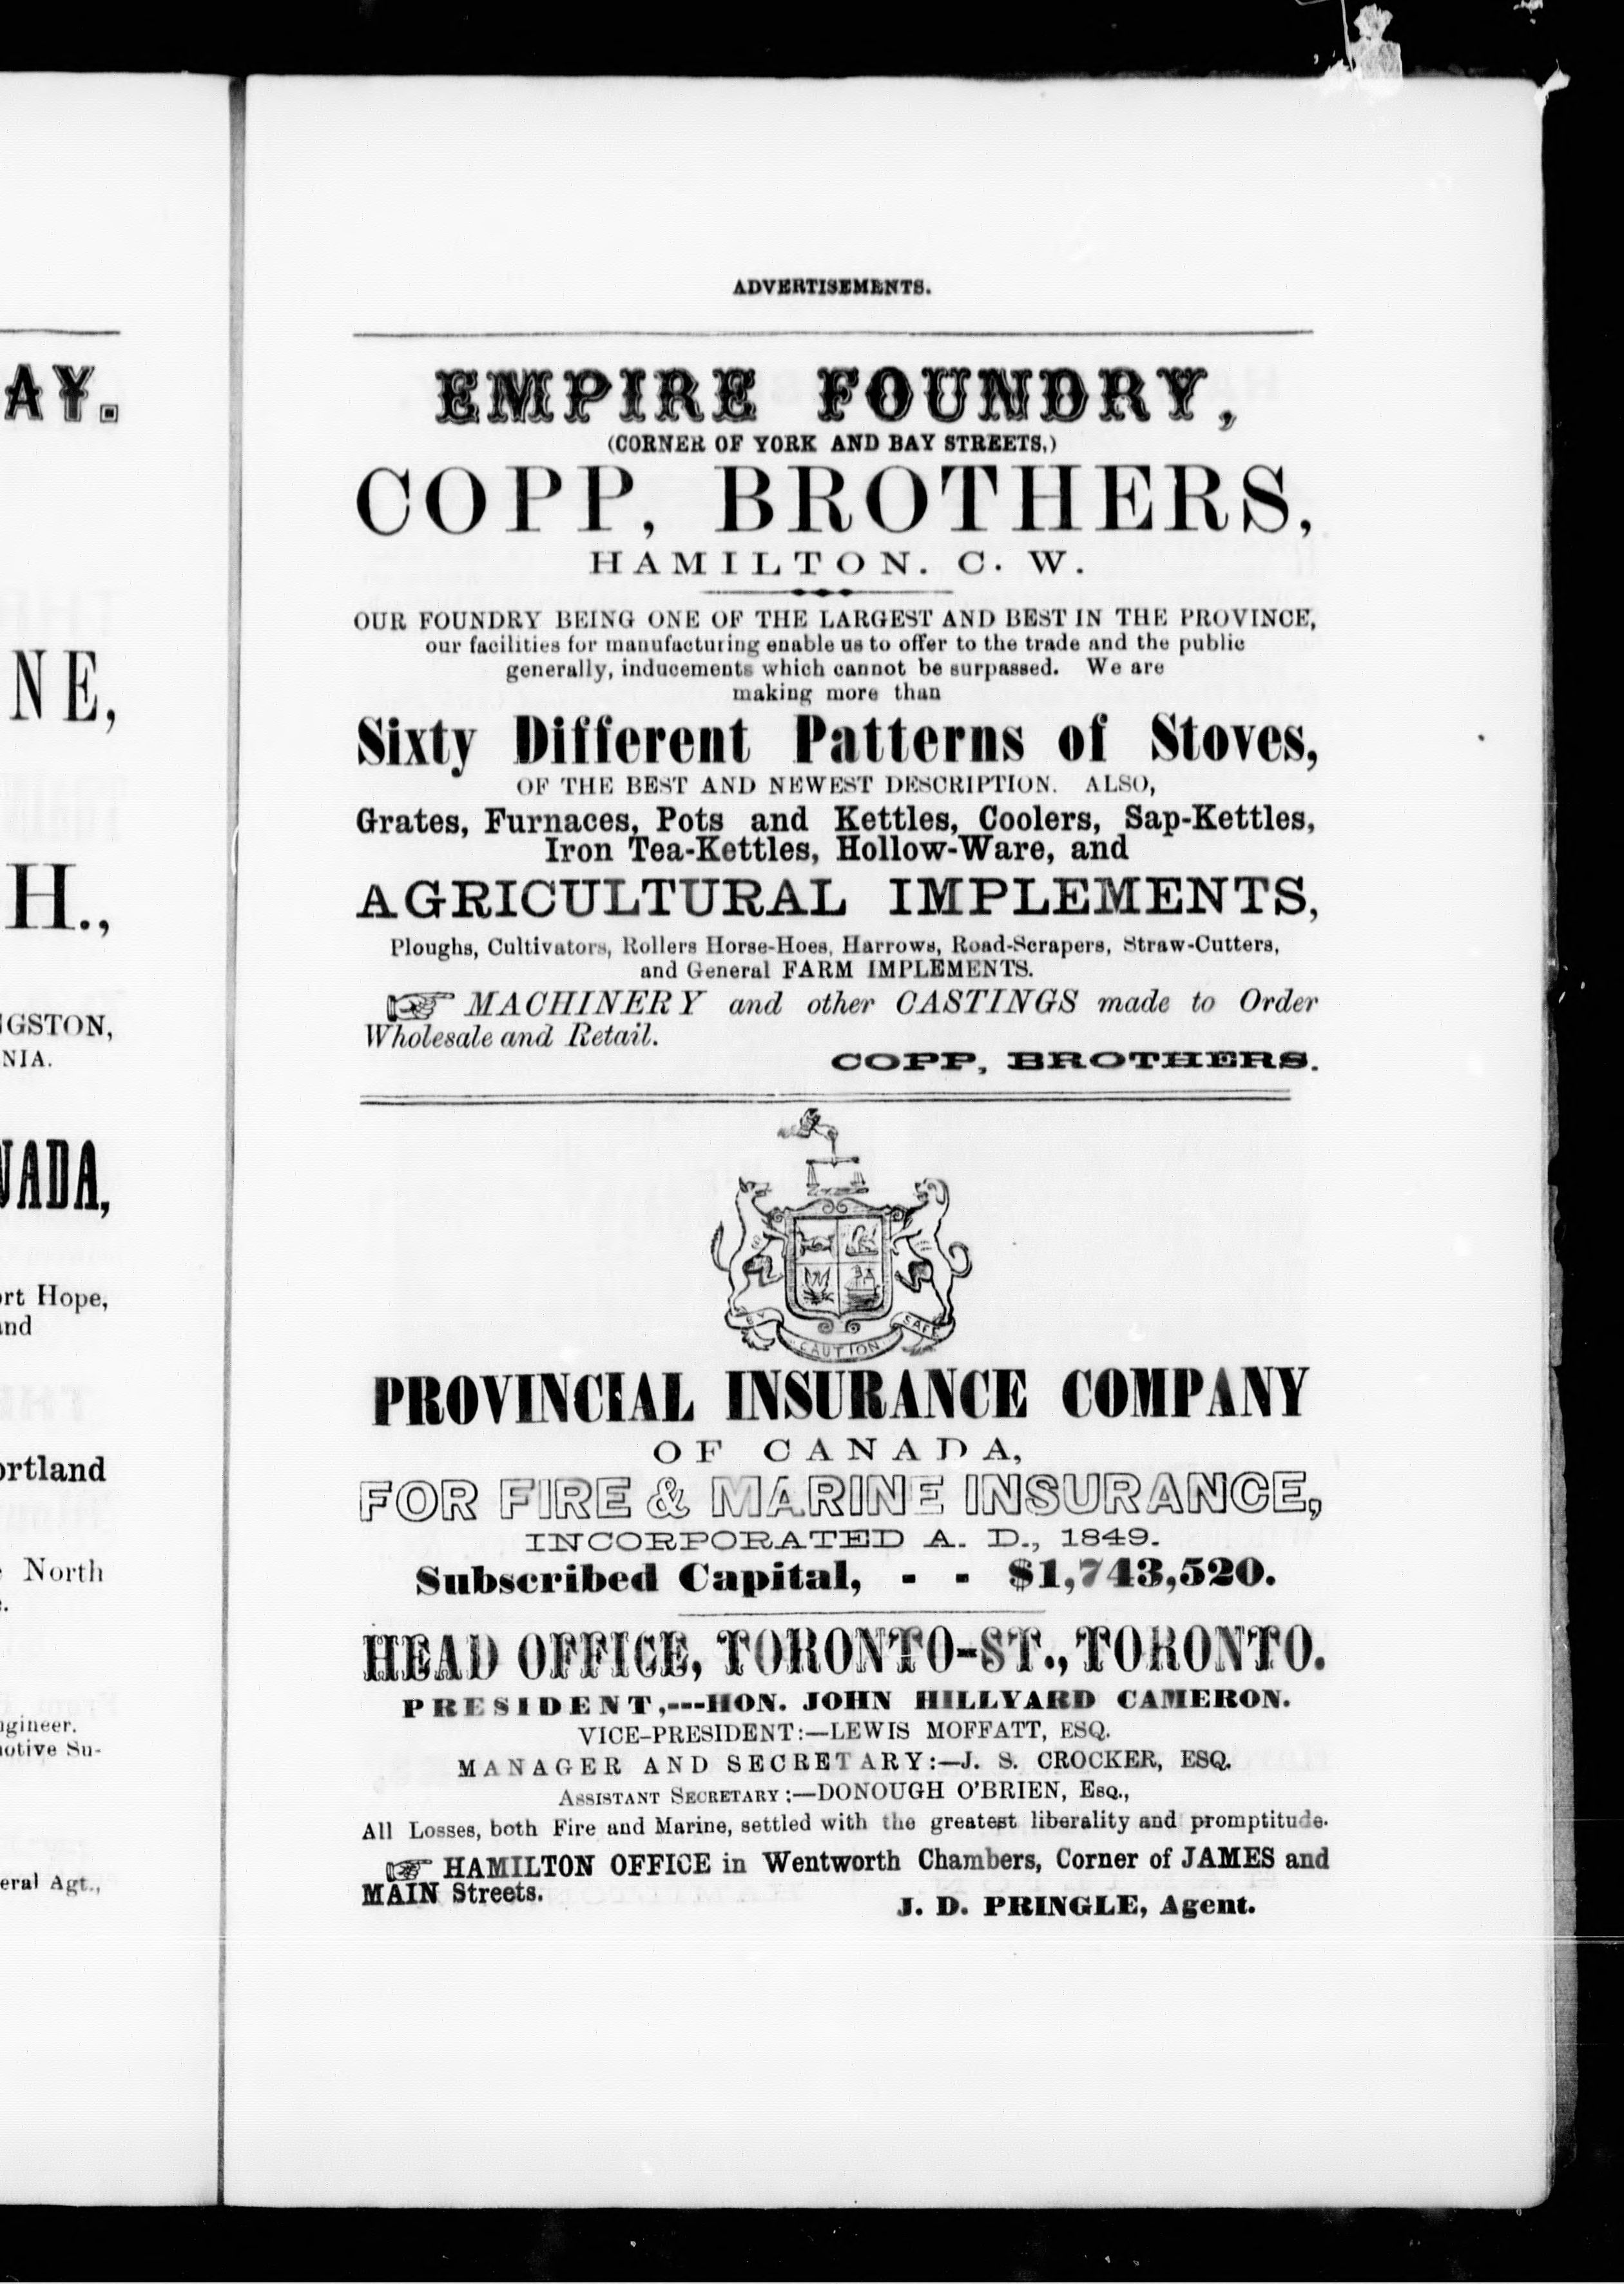 AY.
NE,
H.,
GSTON,
NIA.
NADA,
ort Hope,
and
ortland
North
ngineer.
motive Su-
eral Agt.,
ADVERTISEMENTS.
EMPIRE FOUNDRY,
(CORNER OF YORK AND BAY STREETS,)
COPP, BROTHERS,
HAMILTON. C. W.
OUR FOUNDRY BEING ONE OF THE LARGEST AND BEST IN THE PROVINCE,
our facilities for manufacturing enable us to offer to the trade and the public
generally, inducements which cannot be surpassed. We are
making more than
Sixty Different Patterns of Stoves,
OF THE BEST AND NEWEST DESCRIPTION. ALSO,
Grates, Furnaces, Pots and Kettles, Coolers, Sap-Kettles,
Iron Tea-Kettles, Hollow-Ware, and
AGRICULTURAL IMPLEMENTS,
Ploughs, Cultivators, Rollers Horse-Hoes, Harrows, Road-Scrapers, Straw-Cutters,
and General FARM IMPLEMENTS.
☞ MACHINERY and other CASTINGS made to Order
Wholesale and Retail.
COPP, BROTHERS.
BY CAUTION SAFE
PROVINCIAL INSURANCE COMPANY
OF CANADA,
FOR FIRE & MARINE INSURANCE,
INCORPORATED A. D., 1849.
Subscribed Capital, - - $1,743,520.
HEAD OFFICE, TORONTO-ST., TORONTO.
PRESIDENT,---HON. JOHN HILLYARD CAMERON.
VICE-PRESIDENT:—LEWIS MOFFATT, ESQ.
MANAGER AND SECRETARY:—J. S. CROCKER, ESQ.
ASSISTANT SECRETARY:—DONOUGH O'BRIEN, ESQ.,
All Losses, both Fire and Marine, settled with the greatest liberality and promptitude.
☞ HAMILTON OFFICE in Wentworth Chambers, Corner of JAMES and
MAIN Streets.
J. D. PRINGLE, Agent.